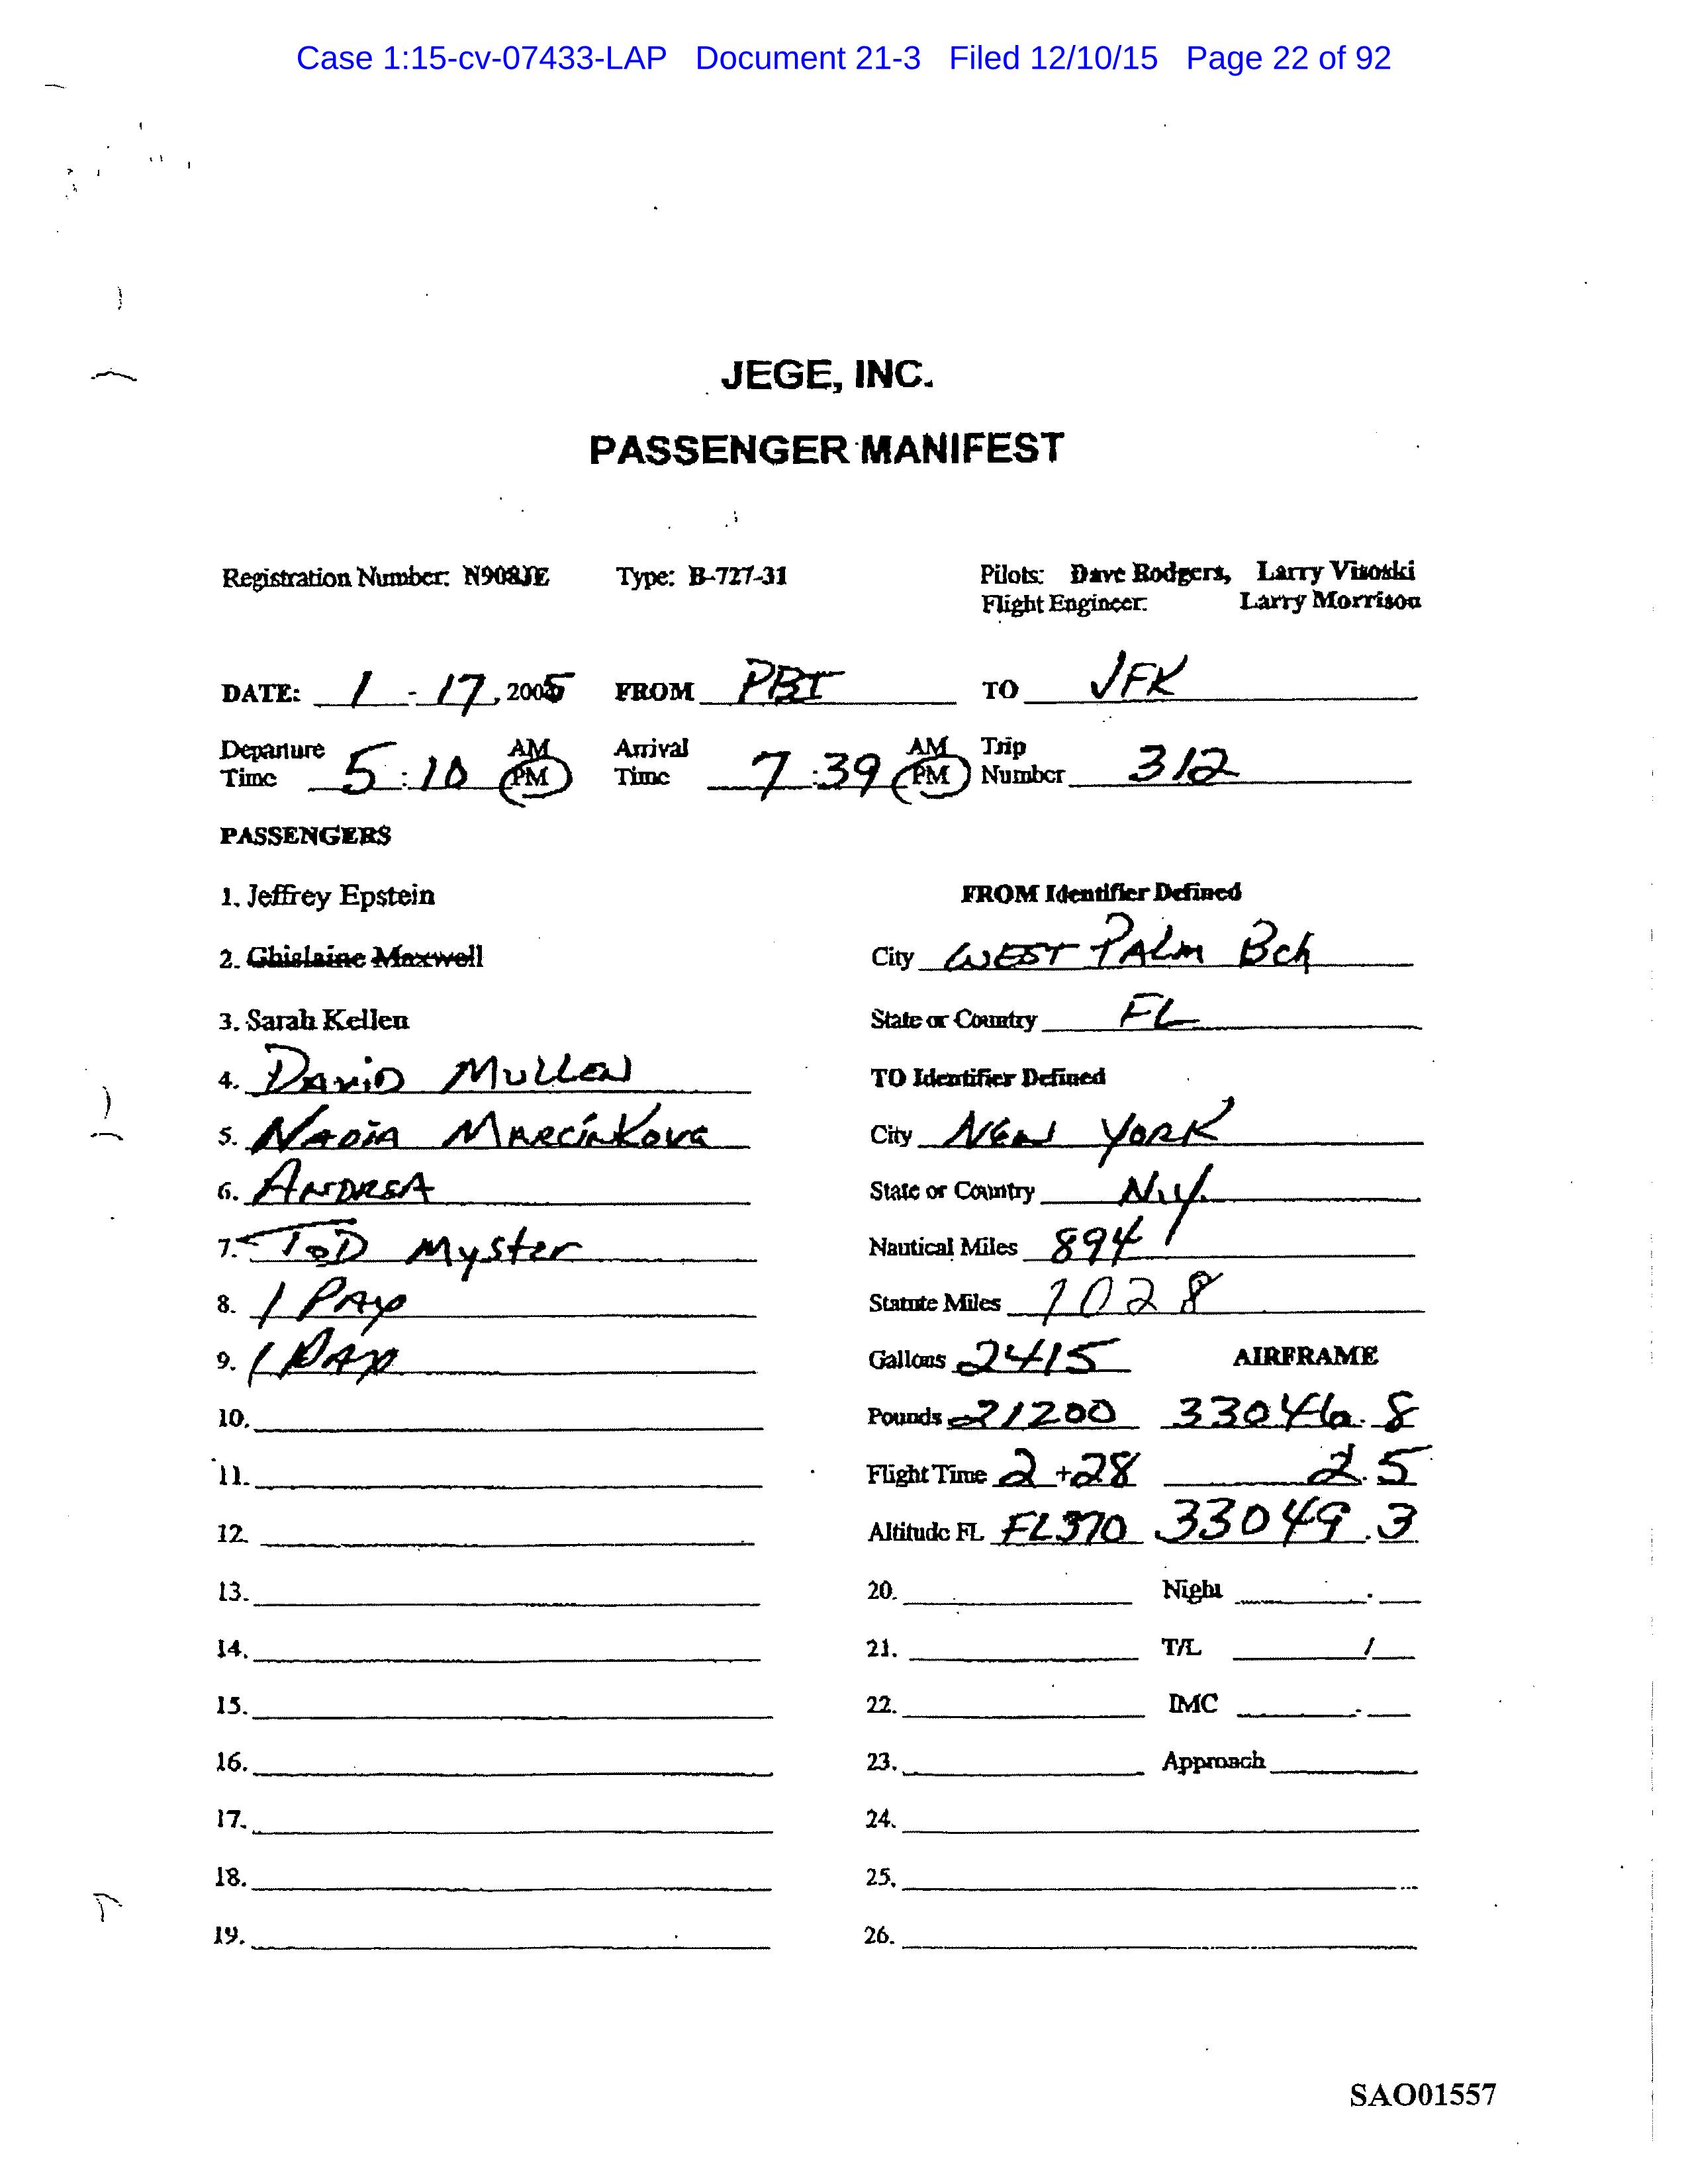 Case 1:15-cv-07433-LAP Document 21-3 Filed 12/10/15 Page 22 of 92
JEGE, INC.
PASSENGER MANIFEST
Registration Number: N908JE Type: B-727-31 Pilots: Dave Rodgers, Larry Visoski
Flight Engineer: Larry Morrison
DATE: 1 - 17, 2005 FROM PBI TO JFK
Departure Time 5:10 AM PM Arrival Time 7:39 AM PM Trip Number 312
PASSENGERS
1. Jeffrey Epstein FROM Identifier Defined
2. Ghislaine Maxwell City WEST PALM Bch
3. Sarah Kellen State or Country FL
4. DAVID MULLEN TO Identifier Defined
5. NADIA MARCINKOVA City NEW YORK
6. ANDREA State or Country N.Y.
7. TOD Myster Nautical Miles 894
8. 1 PAX Statute Miles 1028
9. 1 PAX Gallons 2415 AIRFRAME
10. Pounds 21200 33046.8
11. Flight Time 2+28 2.5
12. Altitude FL FL370 33049.3
13. 20. Night .
14. 21. T/L /
15. 22. IMC .
16. 23. Approach
17. 24.
18. 25.
19. 26.
SAO01557